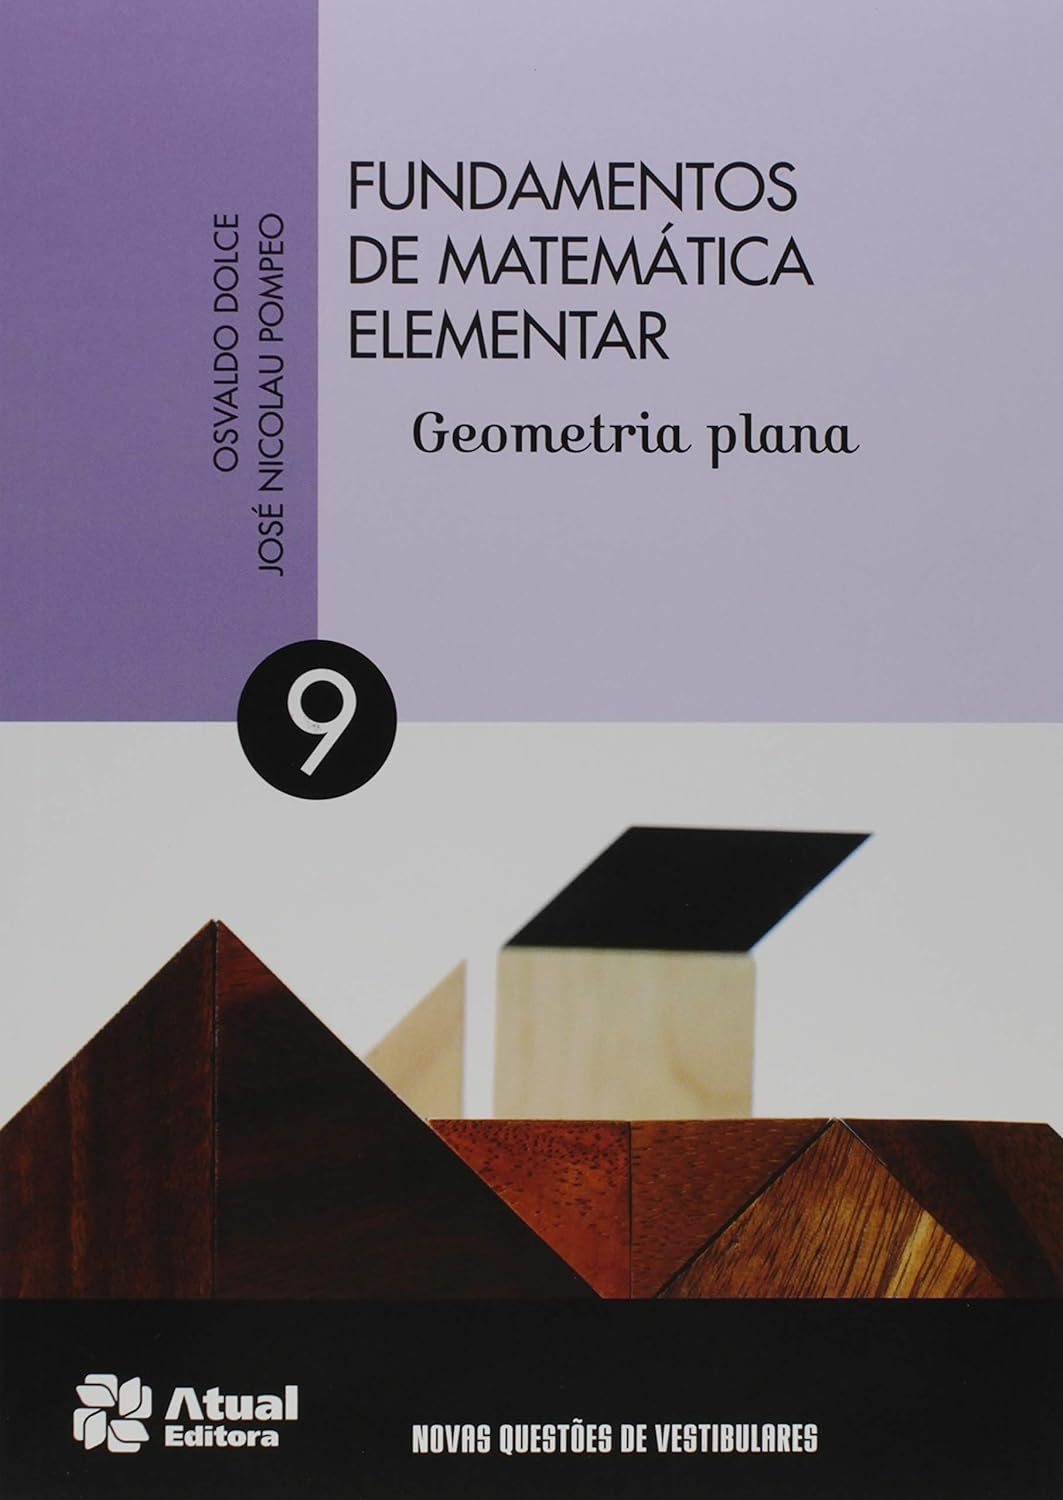 OSVALDO DOLCE
JOSÉ NICOLAU POMPEO
FUNDAMENTOS
DE MATEMÁTICA
ELEMENTAR
Geometria plana
9
Atual
Editora
NOVAS QUESTÕES DE VESTIBULARES